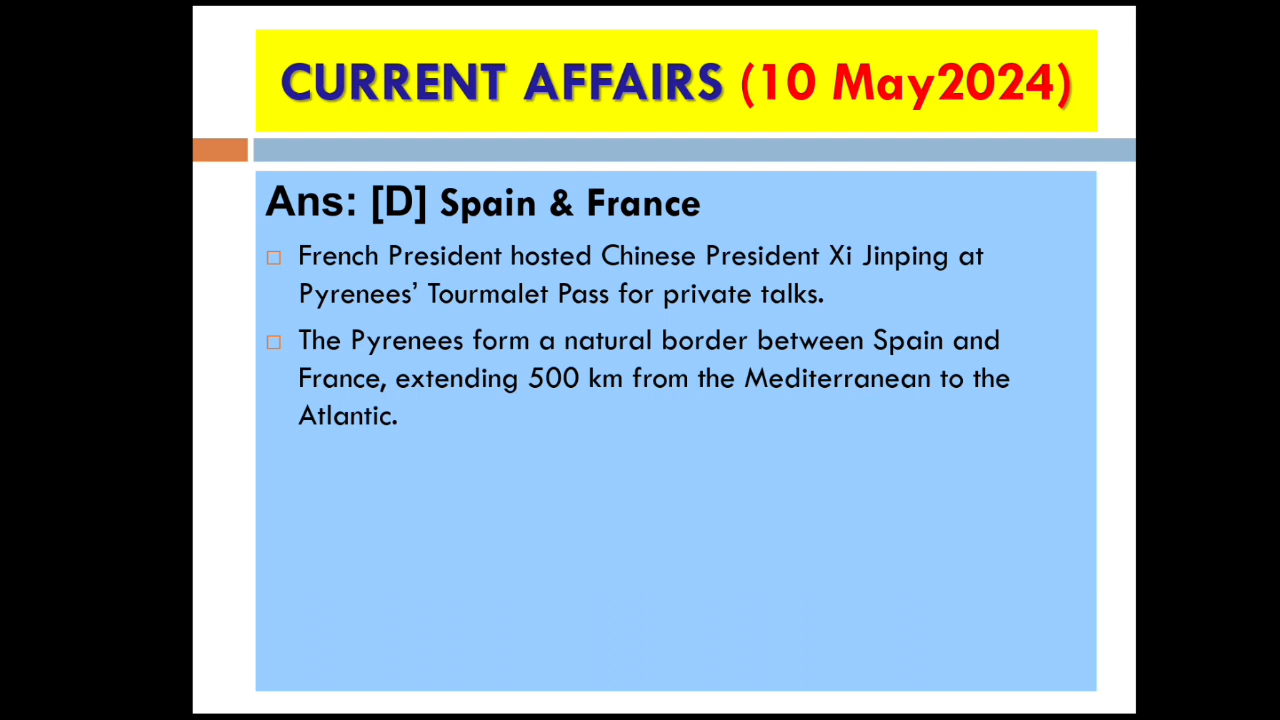 CURRENT AFFAIRS (10 May2024)
Ans: [D] Spain & France
French President hosted Chinese President Xi Jinping at
Pyrenees’ Tourmalet Pass for private talks.
The Pyrenees form a natural border between Spain and
France, extending 500 km from the Mediterranean to the
Atlantic.